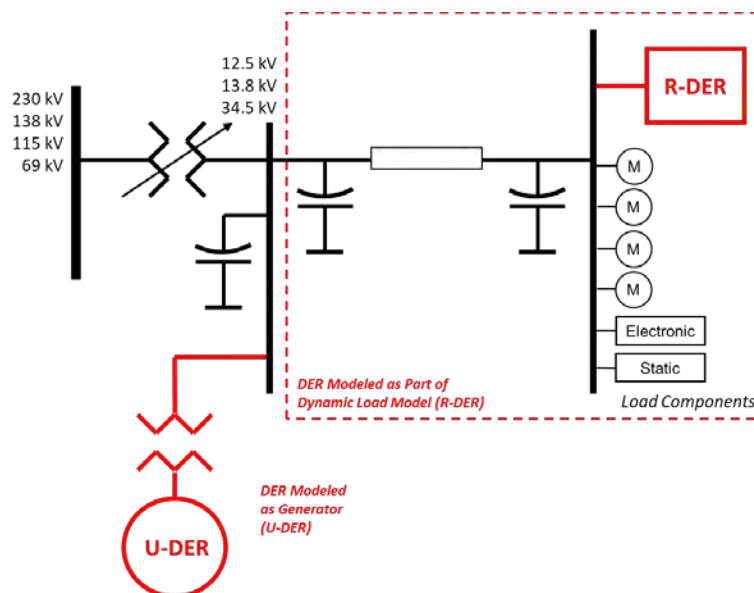 230 kV
138 kV
115 kV
69 kV
12.5 kV
13.8 kV
34.5 kV
R-DER
M
M
M
M
Electronic
Static
DER Modeled as Part of
Dynamic Load Model (R-DER)
Load Components
DER Modeled
as Generator
(U-DER)
U-DER